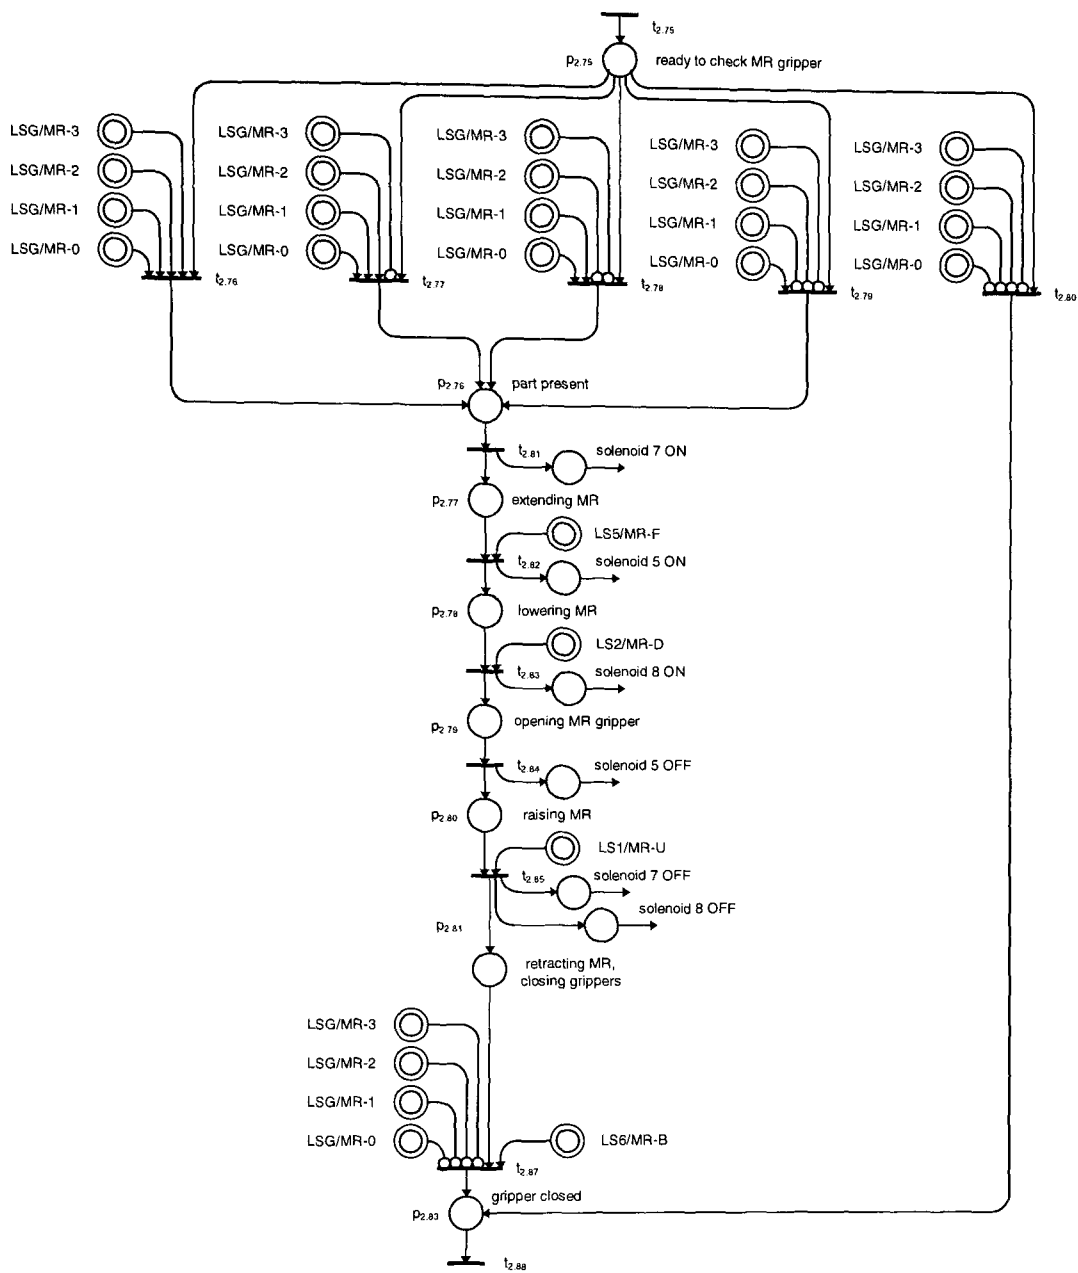 t2.75
p2.75 ready to check MR gripper
LSG/MR-3 LSG/MR-3 LSG/MR-3 LSG/MR-3 LSG/MR-3
LSG/MR-2 LSG/MR-2 LSG/MR-2 LSG/MR-2 LSG/MR-2
LSG/MR-1 LSG/MR-1 LSG/MR-1 LSG/MR-1 LSG/MR-1
LSG/MR-0 LSG/MR-0 LSG/MR-0 LSG/MR-0 LSG/MR-0
t2.76 t2.77 t2.78 t2.79 t2.80
p2.76 part present
t2.81 solenoid 7 ON
p2.77 extending MR
LS5/MR-F
t2.82 solenoid 5 ON
p2.78 lowering MR
LS2/MR-D
t2.83 solenoid 8 ON
p2.79 opening MR gripper
t2.84 solenoid 5 OFF
p2.80 raising MR
LS1/MR-U
t2.85 solenoid 7 OFF
solenoid 8 OFF
p2.81
retracting MR,
closing grippers
LSG/MR-3
LSG/MR-2
LSG/MR-1
LSG/MR-0 LS6/MR-B
t2.87
gripper closed
p2.83
t2.88